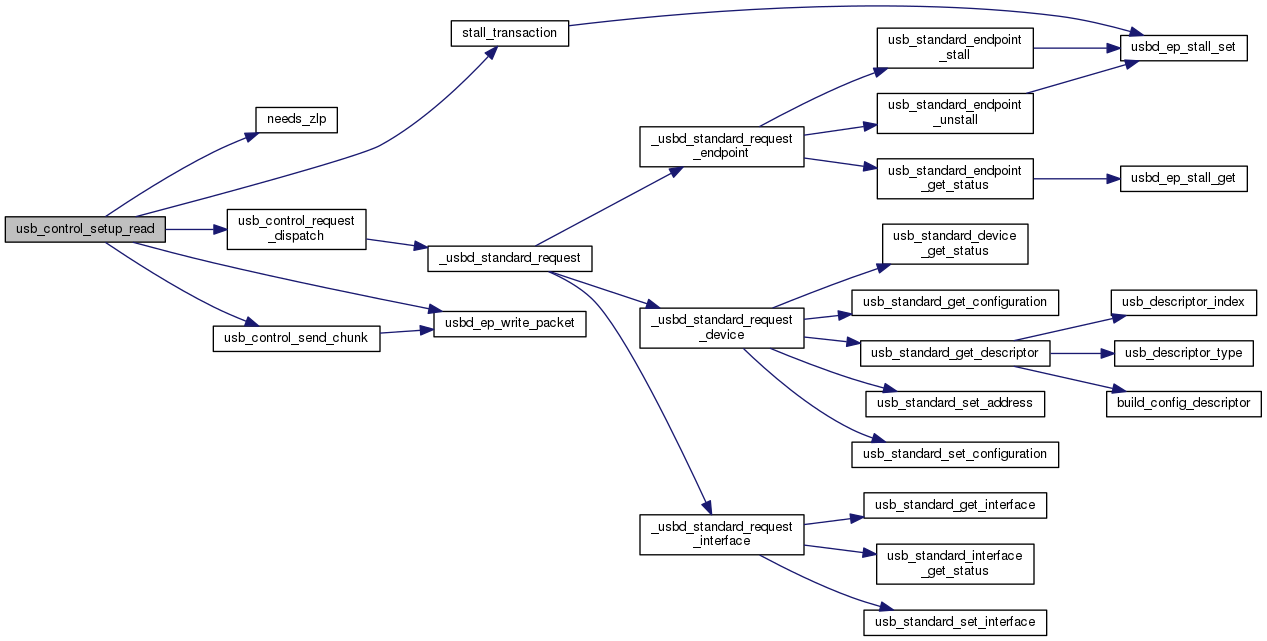 usb_control_setup_read
needs_zlp
stall_transaction
usb_control_request
_dispatch
usb_control_send_chunk
_usbd_standard_request
usbd_ep_write_packet
_usbd_standard_request
_endpoint
_usbd_standard_request
_device
_usbd_standard_request
_interface
usb_standard_endpoint
_stall
usb_standard_endpoint
_unstall
usb_standard_endpoint
_get_status
usb_standard_device
_get_status
usb_standard_get_configuration
usb_standard_get_descriptor
usb_standard_set_address
usb_standard_set_configuration
usb_standard_get_interface
usb_standard_interface
_get_status
usb_standard_set_interface
usbd_ep_stall_set
usbd_ep_stall_get
usb_descriptor_index
usb_descriptor_type
build_config_descriptor